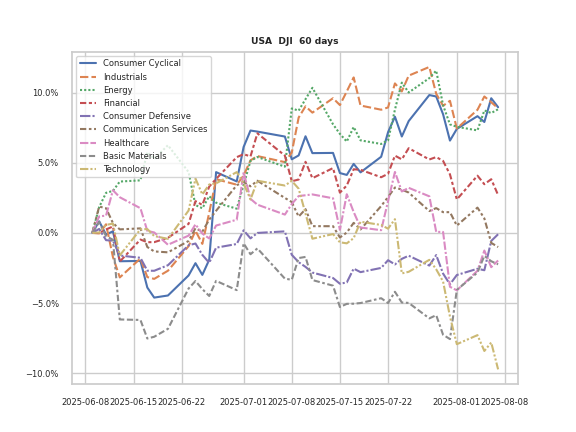 USA  DJI  60 days
Consumer Cyclical
Industrials
Energy
Financial
Consumer Defensive
Communication Services
Healthcare
Basic Materials
Technology
10.0%
5.0%
0.0%
−5.0%
−10.0%
2025-06-08 2025-06-15 2025-06-22 2025-07-01 2025-07-08 2025-07-15 2025-07-22 2025-08-01 2025-08-08